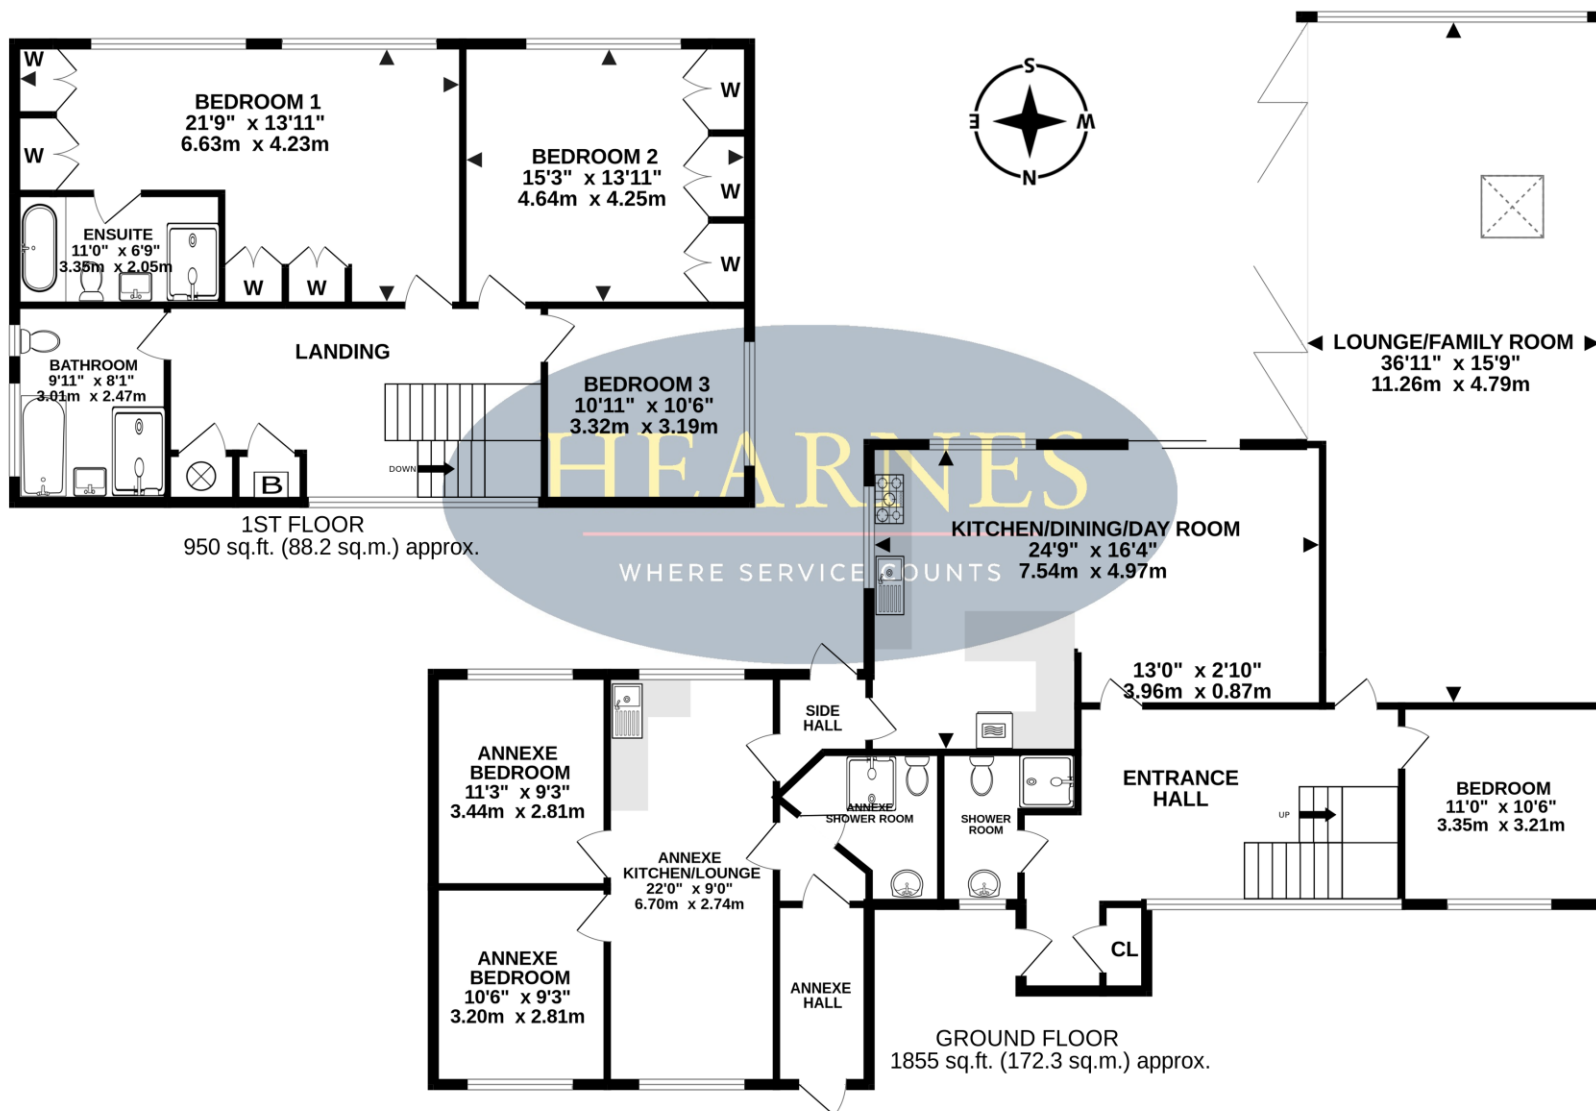 W
W
BEDROOM 1
21'9" x 13'11"
6.63m x 4.23m
ENSUITE
11'0" x 6'9"
3.35m x 2.05m
W
W
BEDROOM 2
15'3" x 13'11"
4.64m x 4.25m
W
W
W
BATHROOM
9'11" x 8'1"
3.01m x 2.47m
LANDING
B
DOWN
BEDROOM 3
10'11" x 10'6"
3.32m x 3.19m
1ST FLOOR
950 sq.ft. (88.2 sq.m.) approx.
S
E
W
N
LOUNGE/FAMILY ROOM
36'11" x 15'9"
11.26m x 4.79m
HEARNES
WHERE SERVICE COUNTS
KITCHEN/DINING/DAY ROOM
24'9" x 16'4"
7.54m x 4.97m
13'0" x 2'10"
3.96m x 0.87m
SIDE
HALL
ANNEXE
BEDROOM
11'3" x 9'3"
3.44m x 2.81m
ANNEXE
KITCHEN/LOUNGE
22'0" x 9'0"
6.70m x 2.74m
ANNEXE
SHOWER ROOM
SHOWER
ROOM
ENTRANCE
HALL
UP
BEDROOM
11'0" x 10'6"
3.35m x 3.21m
ANNEXE
BEDROOM
10'6" x 9'3"
3.20m x 2.81m
ANNEXE
HALL
CL
GROUND FLOOR
1855 sq.ft. (172.3 sq.m.) approx.